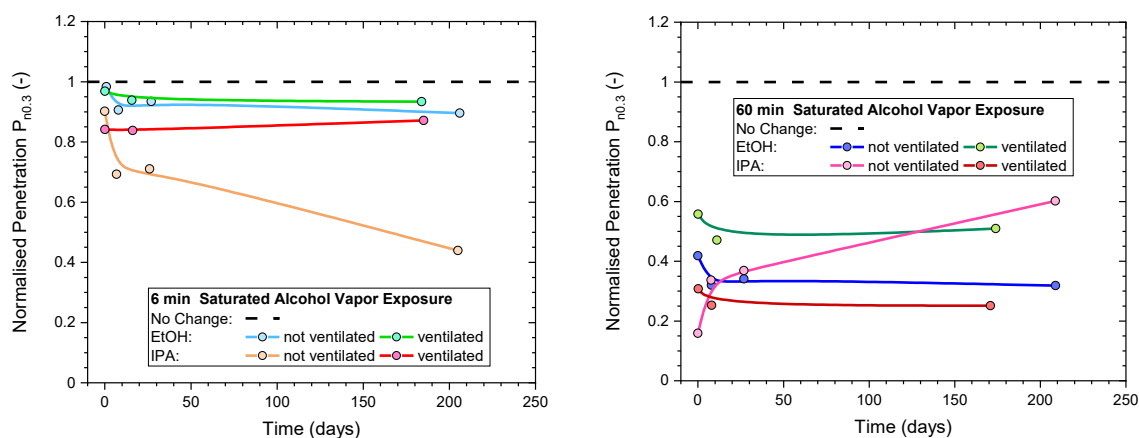 Normalised Penetration Pn0.3 (-)
1.2
1
0.8
0.6
0.4
0.2
0
0
50
100
150
200
250
Time (days)
6 min Saturated Alcohol Vapor Exposure
No Change:
EtOH: not ventilated ventilated
IPA: not ventilated ventilated
Normalised Penetration Pn0.3 (-)
1.2
1
0.8
0.6
0.4
0.2
0
0
50
100
150
200
250
Time (days)
60 min Saturated Alcohol Vapor Exposure
No Change:
EtOH: not ventilated ventilated
IPA: not ventilated ventilated